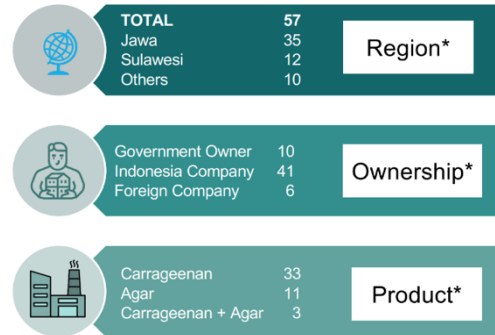 TOTAL 57
Jawa 35
Sulawesi 12
Others 10
Region*
Government Owner 10
Indonesia Company 41
Foreign Company 6
Ownership*
Carrageenan 33
Agar 11
Carrageenan + Agar 3
Product*